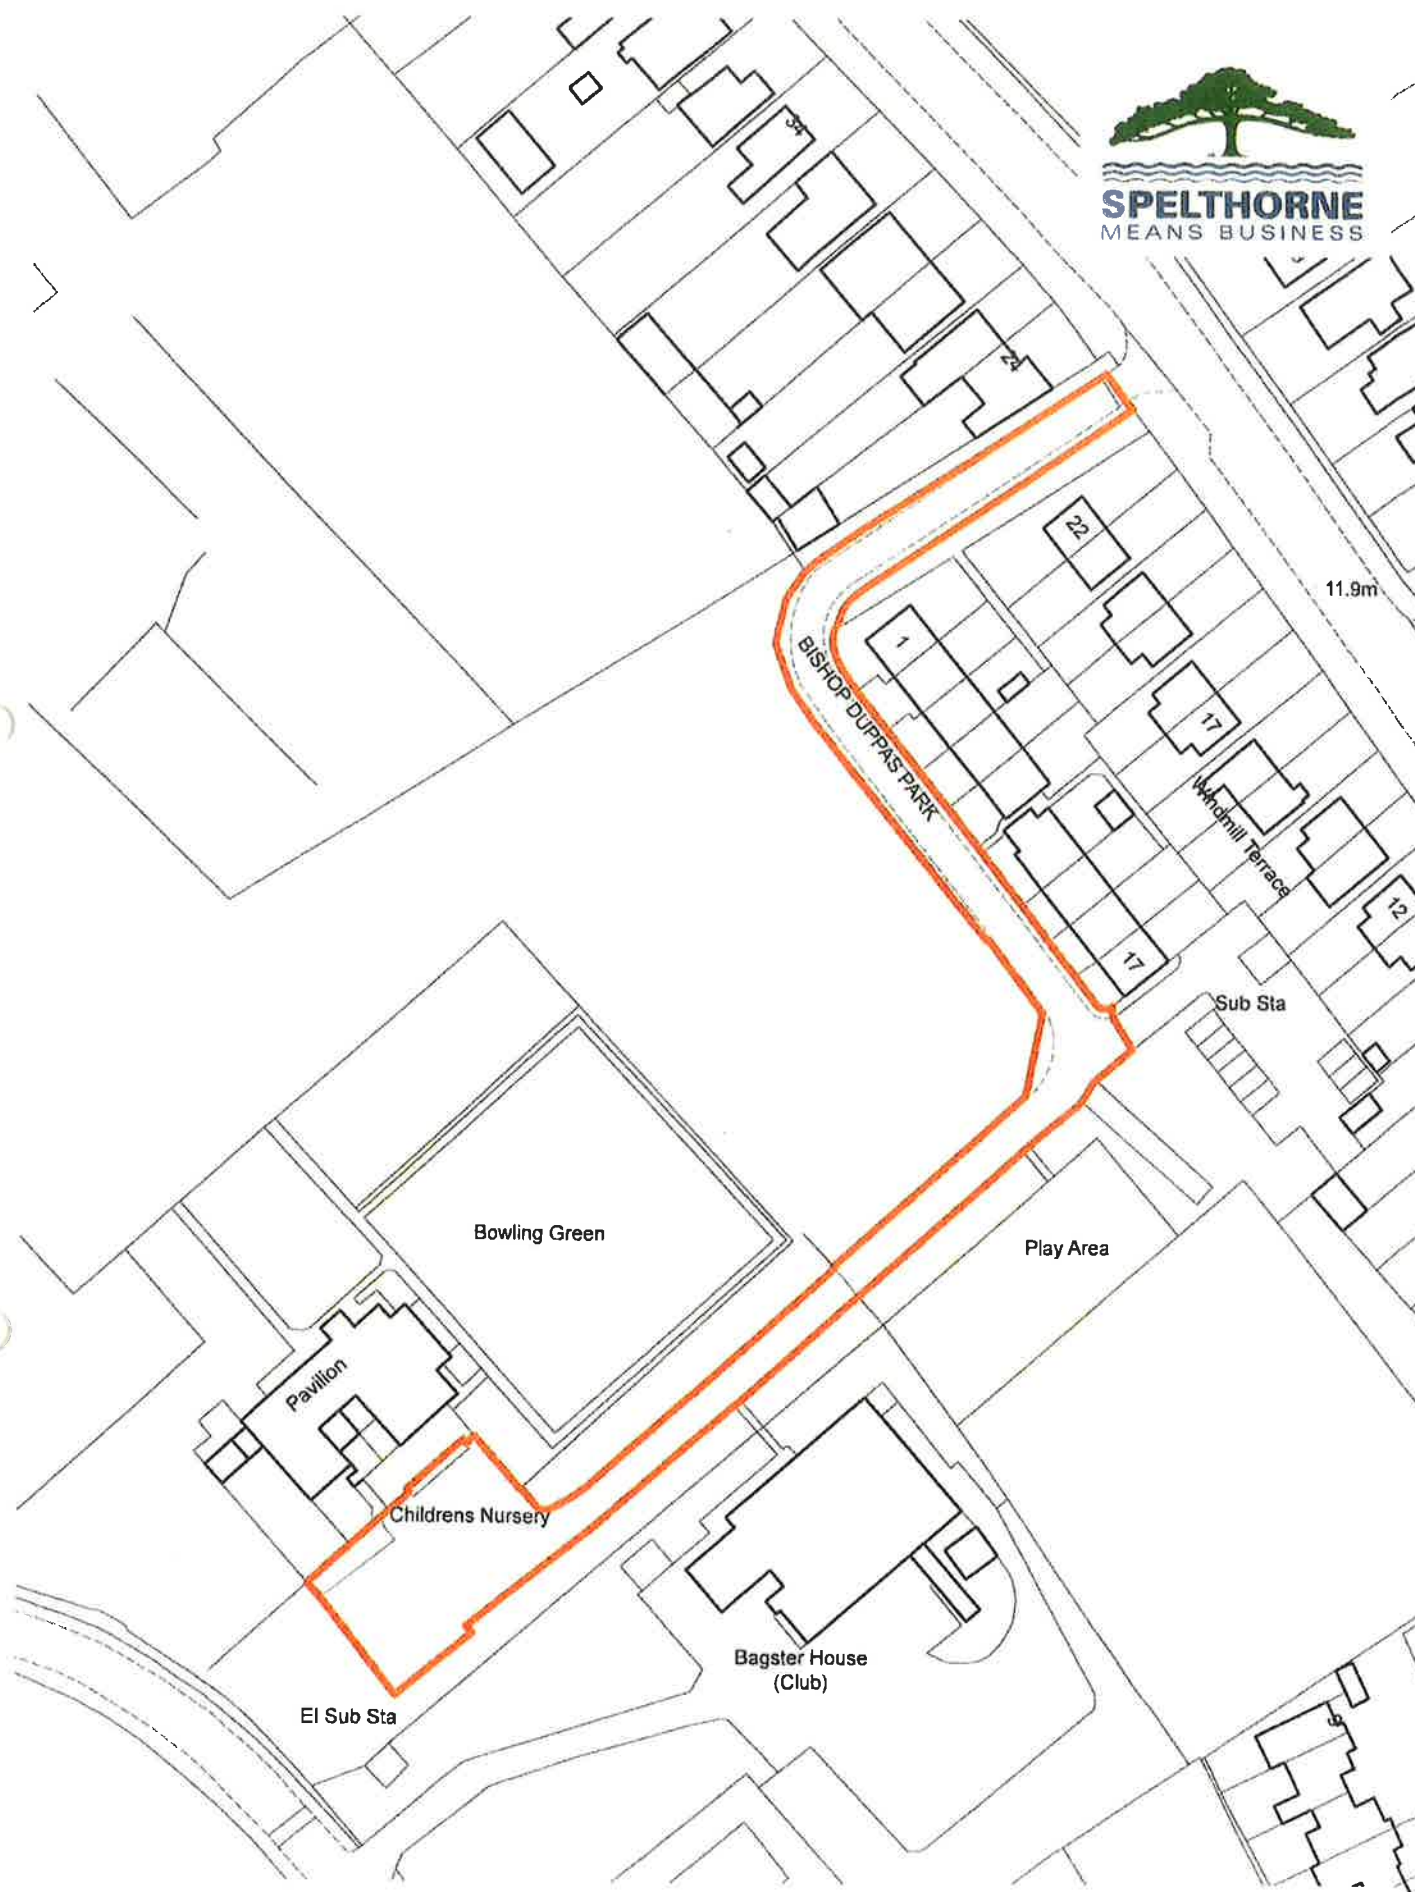 34
SPELTHORNE
MEANS BUSINESS
24
22
11.9m
1
BISHOP DUPPAS PARK
17
Windmill Terrace
12
17
Sub Sta
Bowling Green
Play Area
Pavilion
Childrens Nursery
Bagster House
(Club)
El Sub Sta